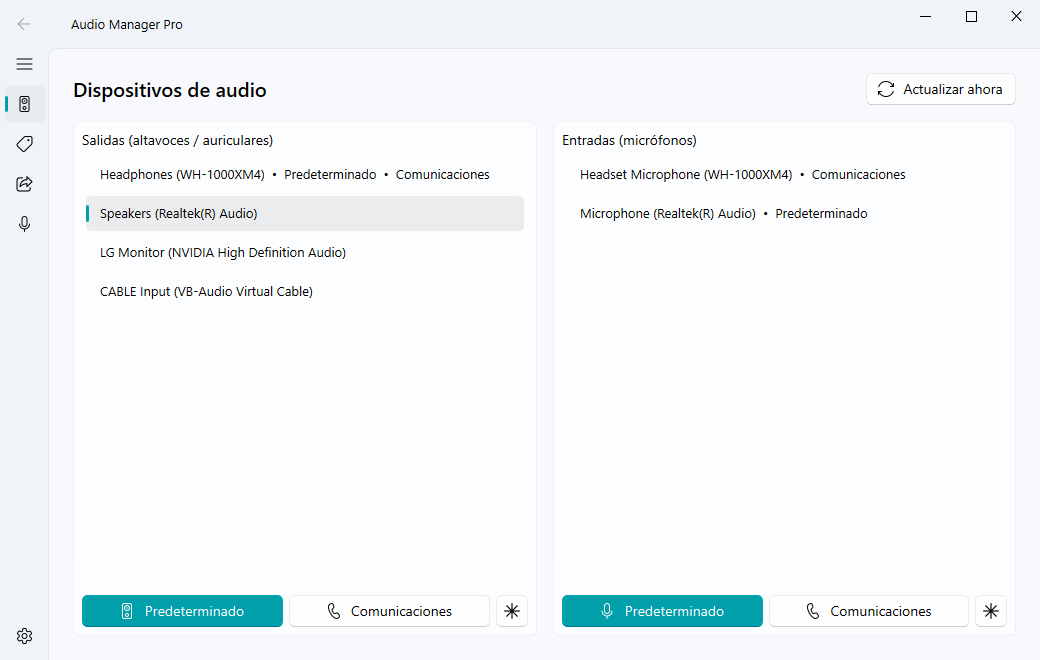 Audio Manager Pro
Dispositivos de audio
Actualizar ahora
Salidas (altavoces / auriculares)
Headphones (WH-1000XM4) • Predeterminado • Comunicaciones
Speakers (Realtek(R) Audio)
LG Monitor (NVIDIA High Definition Audio)
CABLE Input (VB-Audio Virtual Cable)
Predeterminado
Comunicaciones
Entradas (micrófonos)
Headset Microphone (WH-1000XM4) • Comunicaciones
Microphone (Realtek(R) Audio) • Predeterminado
Predeterminado
Comunicaciones